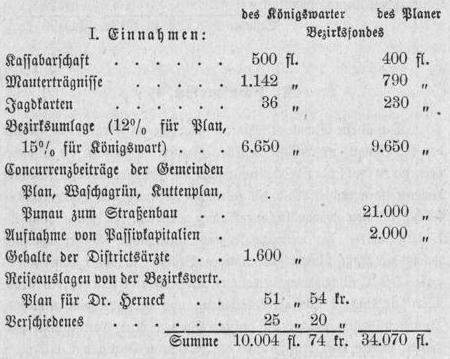 des Königswarter des Planer
I. Einnahmen: Bezirksfondes
Kassabarschaft . . . . . . 500 fl. 400 fl.
Mauterträgnisse . . . . . 1.142 „ 790 „
Jagdkarten . . . . . 36 „ 230 „
Bezirksumlage (12% für Plan,
15% für Königswart) . . 6.650 „ 9.650 „
Concurrenzbeiträge der Gemeinden
Plan, Waschagrün, Kuttenplan,
Punau zum Straßenbau . . 21.000 „
Aufnahme von Passivkapitalien . . 2.000 „
Gehalte der Districtsärzte . . 1.600 „
Reiseauslagen von der Bezirksvertr.
Plan für Dr. Herneck . . 51 „ 54 kr.
Verschiedenes . . . . . . 25 „ 20 „
Summe 10.004 fl. 74 kr. 34.070 fl.